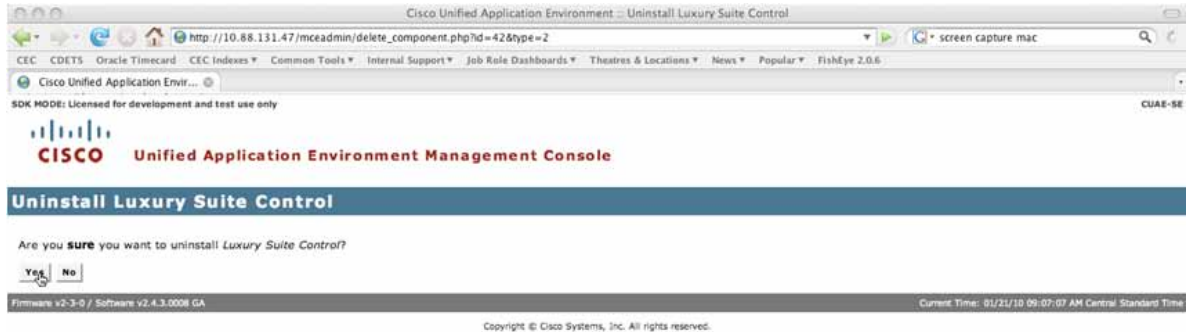 Cisco Unified Application Environment :: Uninstall Luxury Suite Control
http://10.88.131.47/mceadmin/delete_component.php?id=42&type=2
screen capture mac
CEC CDETS Oracle Timecard CEC Indexes Common Tools Internal Support Job Role Dashboards Theatres & Locations News Popular FishEye 2.0.6
Cisco Unified Application Envir...
SDK MODE: Licensed for development and test use only CUAE-SE
CISCO Unified Application Environment Management Console
Uninstall Luxury Suite Control
Are you sure you want to uninstall Luxury Suite Control?
Yes No
Firmware v2-3-0 / Software v2.4.3.0008 GA Current Time: 01/21/10 09:07:07 AM Central Standard Time
Copyright © Cisco Systems, Inc. All rights reserved.